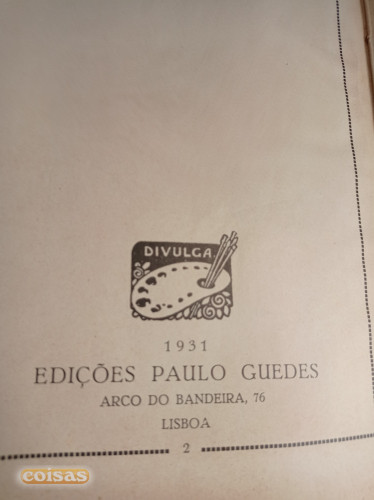 DIVULGA
1931
EDIÇÕES PAULO GUEDES
ARCO DO BANDEIRA, 76
LISBOA
2
coisas